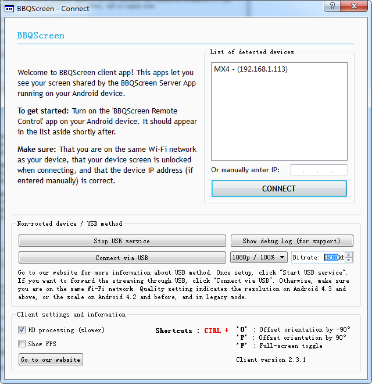 BBQScreen - Connect
BBQScreen
List of detected devices
MX4 - (192.168.1.113)
Welcome to BBQScreen client app! This apps let you
see your screen shared by the BBQScreen Server App
running on your Android device.
To get started: Turn on the 'BBQScreen Remote
Control' app on your Android device. It should appear
in the list aside shortly after.
Make sure: That you are on the same Wi-Fi network
as your device, that your device screen is unlocked
when connecting, and that the device IP address (if
entered manually) is correct.
Or manually enter IP:
CONNECT
Non-rooted device / USB method
Stop USB service
Show debug log (for support)
Connect via USB
1080p / 100%
Bitrate:
Go to our website for more information about USB method. Once setup, click "Start USB service".
If you want to forward the streaming through USB, click "Connect via USB". Otherwise, make sure
you are on the same Wi-Fi network. Quality setting indicates the resolution on Android 4.3 and
above, or the scale on Android 4.2 and before, and in legacy mode.
Client settings and information
HD processing (slower)
Show FPS
Go to our website
Shortcuts : CTRL +
'O' : Offset orientation by -90°
'P' : Offset orientation by 90°
'F' : Full-screen toggle
Client version 2.3.1